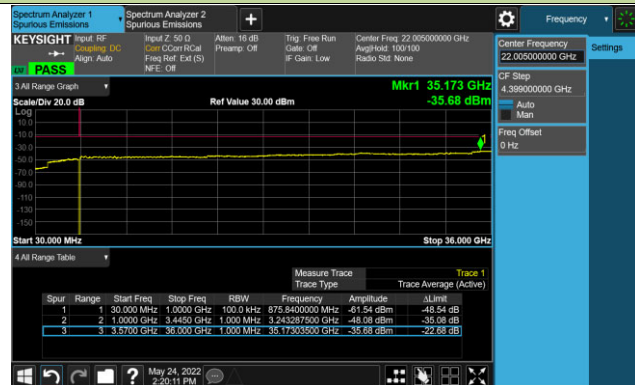 Spectrum Analyzer 1
Spurious Emissions
Spectrum Analyzer 2
Spurious Emissions
+
Frequency
KEYSIGHT
Input: RF
Coupling: DC
Align: Auto
Input Z: 50 Ω
Corr CCorr RCal
Freq Ref: Ext (S)
NFE: Off
Atten: 16 dB
Preamp: Off
Trig: Free Run
Gate: Off
IF Gain: Low
Center Freq: 22.005000000 GHz
Avg|Hold: 100/100
Radio Std: None
PASS
Center Frequency
22.005000000 GHz
Settings
CF Step
4.399000000 GHz
Auto
Man
Freq Offset
0 Hz
3 All Range Graph
Mkr1 35.173 GHz
-35.68 dBm
Scale/Div 20.0 dB
Ref Value 30.00 dBm
Log
10.0
-10.0
-30.0
-50.0
-70.0
-90.0
-110
-130
-150
1
Start 30.000 MHz
Stop 36.000 GHz
4 All Range Table
Measure Trace Trace 1
Trace Type Trace Average (Active)
Spur Range Start Freq Stop Freq RBW Frequency Amplitude ΔLimit
1 1 30.000 MHz 1.0000 GHz 100.0 kHz 875.8400000 MHz -61.54 dBm -48.54 dB
2 2 1.0000 GHz 3.4450 GHz 1.000 MHz 3.243287500 GHz -48.08 dBm -35.08 dB
3 3 3.5700 GHz 36.000 GHz 1.000 MHz 35.17303500 GHz -35.68 dBm -22.68 dB
?
May 24, 2022
2:20:11 PM